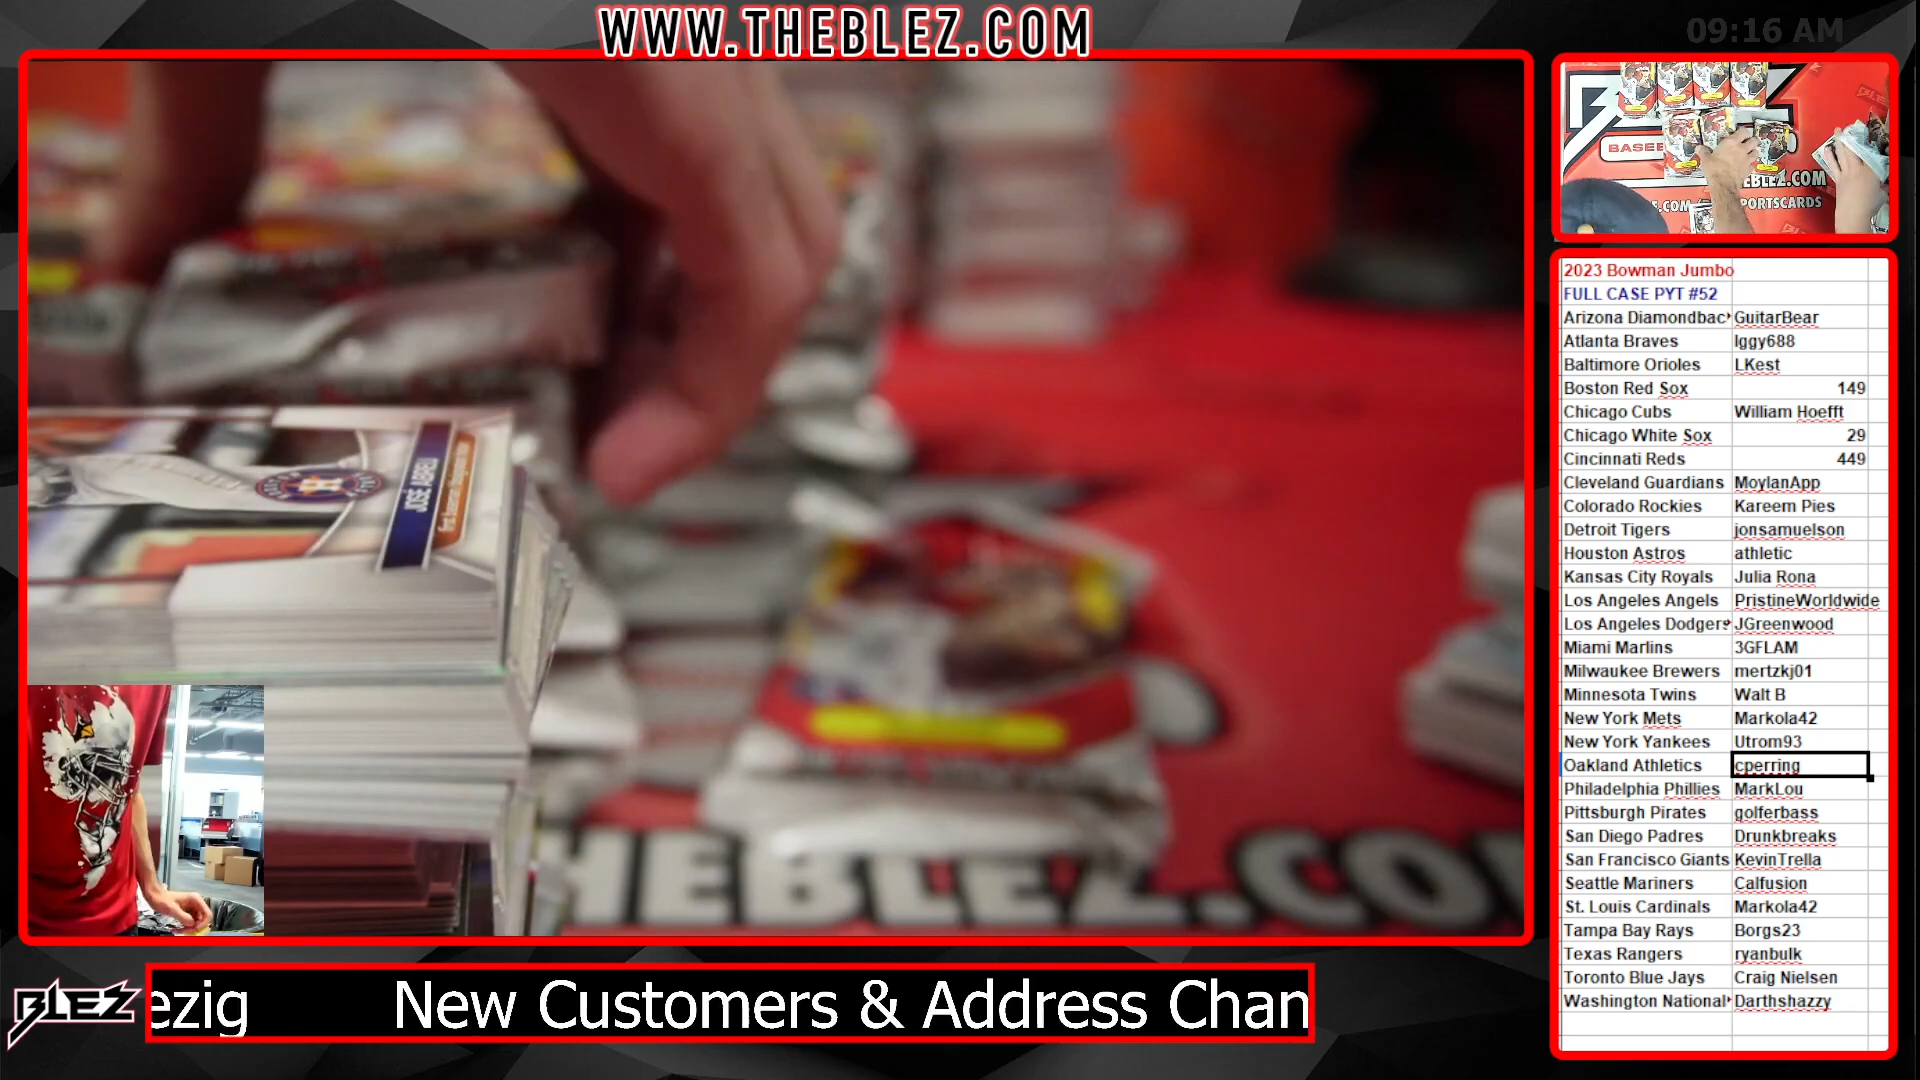 WWW.THEBLEZ.COM
09:16 AM
BASEB
EBLEZ.COM
.COM
PORTSCARDS
JOSÉ ABREU
first baseman
HEBLEZ.CO
2023 Bowman Jumbo
FULL CASE PYT #52
Arizona Diamondbac GuitarBear
Atlanta Braves Iggy688
Baltimore Orioles LKest
Boston Red Sox 149
Chicago Cubs William Hoefft
Chicago White Sox 29
Cincinnati Reds 449
Cleveland Guardians MoylanApp
Colorado Rockies Kareem Pies
Detroit Tigers jonsamuelson
Houston Astros athletic
Kansas City Royals Julia Rona
Los Angeles Angels PristineWorldwide
Los Angeles Dodgers JGreenwood
Miami Marlins 3GFLAM
Milwaukee Brewers mertzkj01
Minnesota Twins Walt B
New York Mets Markola42
New York Yankees Utrom93
Oakland Athletics cperring
Philadelphia Phillies MarkLou
Pittsburgh Pirates golferbass
San Diego Padres Drunkbreaks
San Francisco Giants KevinTrella
Seattle Mariners Calfusion
St. Louis Cardinals Markola42
Tampa Bay Rays Borgs23
Texas Rangers ryanbulk
Toronto Blue Jays Craig Nielsen
Washington National Darthshazzy
BLEZ
ezig New Customers & Address Chan